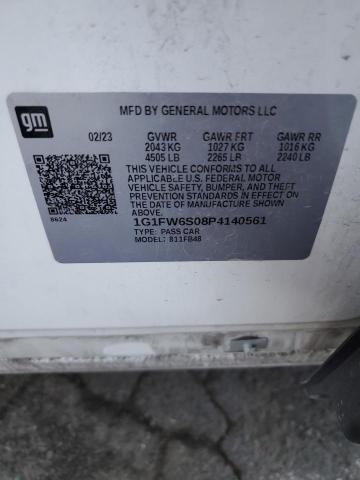 gm
MFD BY GENERAL MOTORS LLC
02/23 GVWR GAWR FRT GAWR RR
2043 KG 1027 KG 1016 KG
4505 LB 2265 LB 2240 LB
THIS VEHICLE CONFORMS TO ALL
APPLICABLE U.S. FEDERAL MOTOR
VEHICLE SAFETY, BUMPER, AND THEFT
PREVENTION STANDARDS IN EFFECT ON
THE DATE OF MANUFACTURE SHOWN
ABOVE.
8624
1G1FW6S08P4140561
TYPE: PASS CAR
MODEL: 811FB48